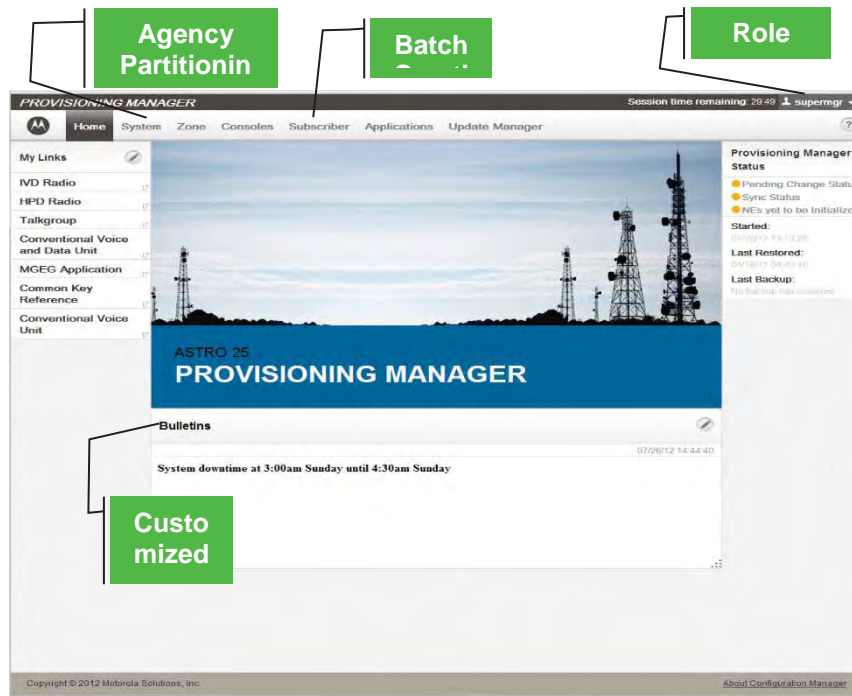 Agency
Partitionin
Batch
Role
PROVISIONING MANAGER
Session time remaining: 29:49 supermgr
Home System Zone Consoles Subscriber Applications Update Manager
?
My Links
IVD Radio
HPD Radio
Talkgroup
Conventional Voice
and Data Unit
MGEG Application
Common Key
Reference
Conventional Voice
Unit
ASTRO 25
PROVISIONING MANAGER
Provisioning Manager
Status
Pending Change Statu
Sync Status
NEs yet to be Initialize
Started:
Last Restored:
Last Backup:
No backup has occurred
Bulletins
07/26/12 14:44:40
System downtime at 3:00am Sunday until 4:30am Sunday
Custo
mized
Copyright © 2012 Motorola Solutions, Inc.
About Configuration Manager